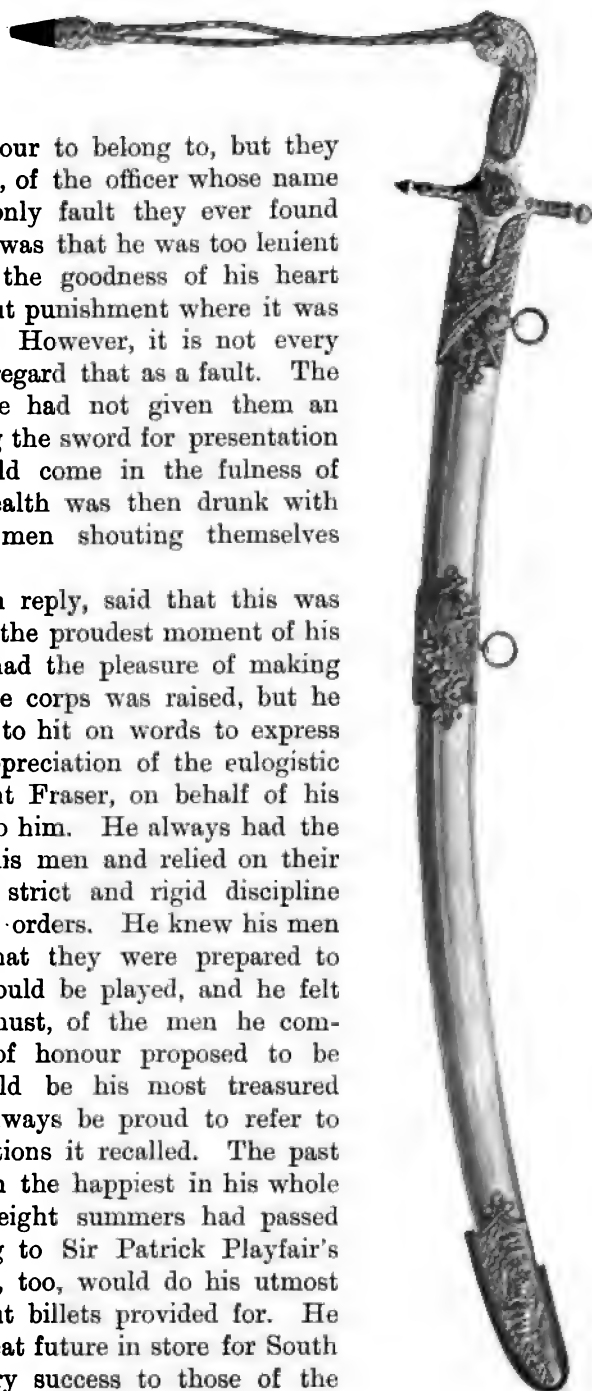 our to belong to, but they
, of the officer whose name
only fault they ever found
was that he was too lenient
the goodness of his heart
ut punishment where it was
However, it is not every
regard that as a fault. The
e had not given them an
g the sword for presentation
ld come in the fulness of
ealth was then drunk with
men shouting themselves
n reply, said that this was
the proudest moment of his
had the pleasure of making
e corps was raised, but he
to hit on words to express
preciation of the eulogistic
nt Fraser, on behalf of his
o him. He always had the
his men and relied on their
strict and rigid discipline
orders. He knew his men
hat they were prepared to
ould be played, and he felt
must, of the men he com-
of honour proposed to be
ld be his most treasured
ways be proud to refer to
tions it recalled. The past
n the happiest in his whole
eight summers had passed
g to Sir Patrick Playfair's
, too, would do his utmost
nt billets provided for. He
eat future in store for South
ry success to those of the